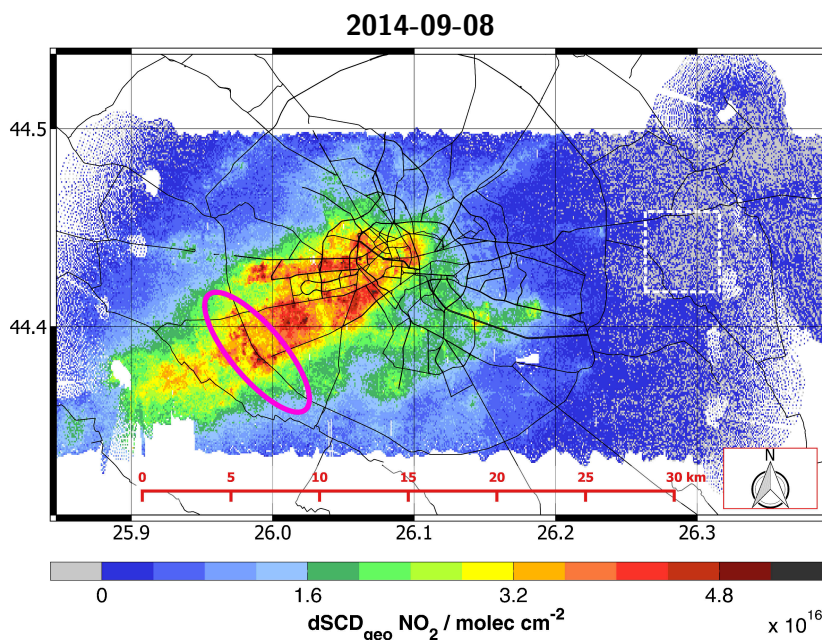 2014-09-08
44.5
44.4
0 5 10 15 20 25 30 km
N
25.9 26.0 26.1 26.2 26.3
0 1.6 3.2 4.8
dSCDgeo NO2 / molec cm-2
x 10^16